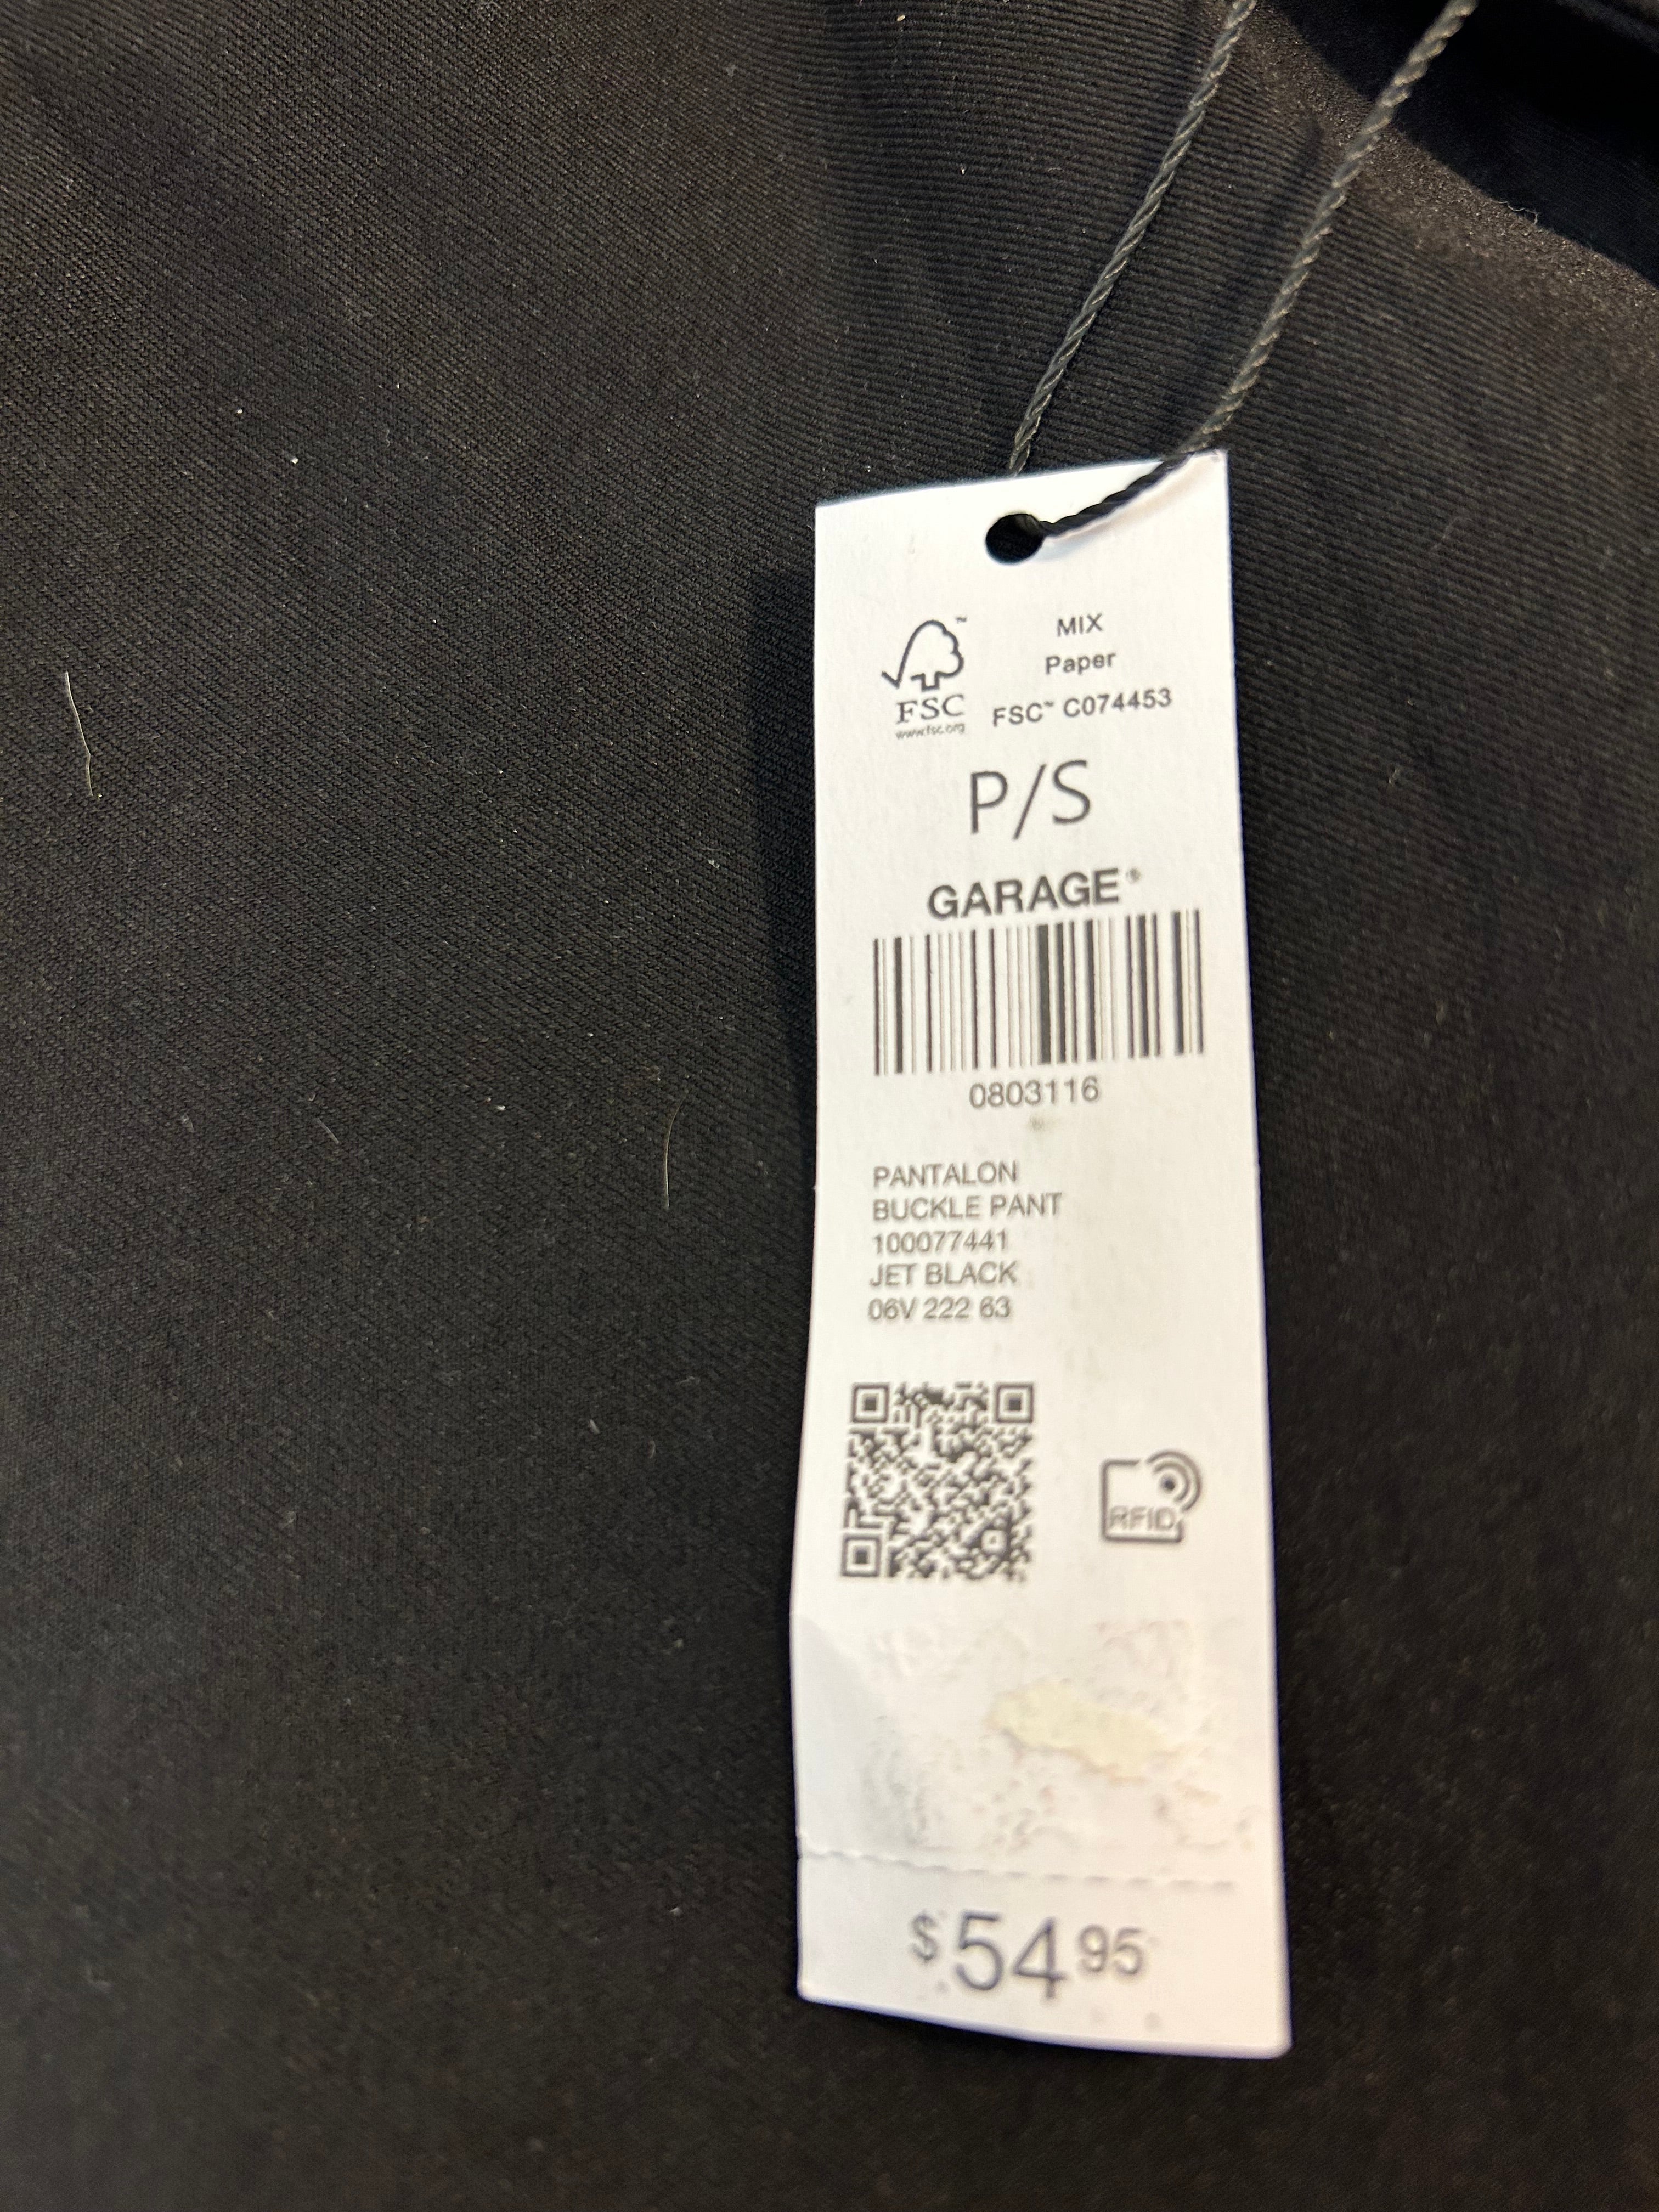 MIX
Paper
FSC™ C074453
™
FSC
www.fsc.org
P/S
GARAGE®
0803116
PANTALON
BUCKLE PANT
100077441
JET BLACK
06V 222 63
RFID
$54.95